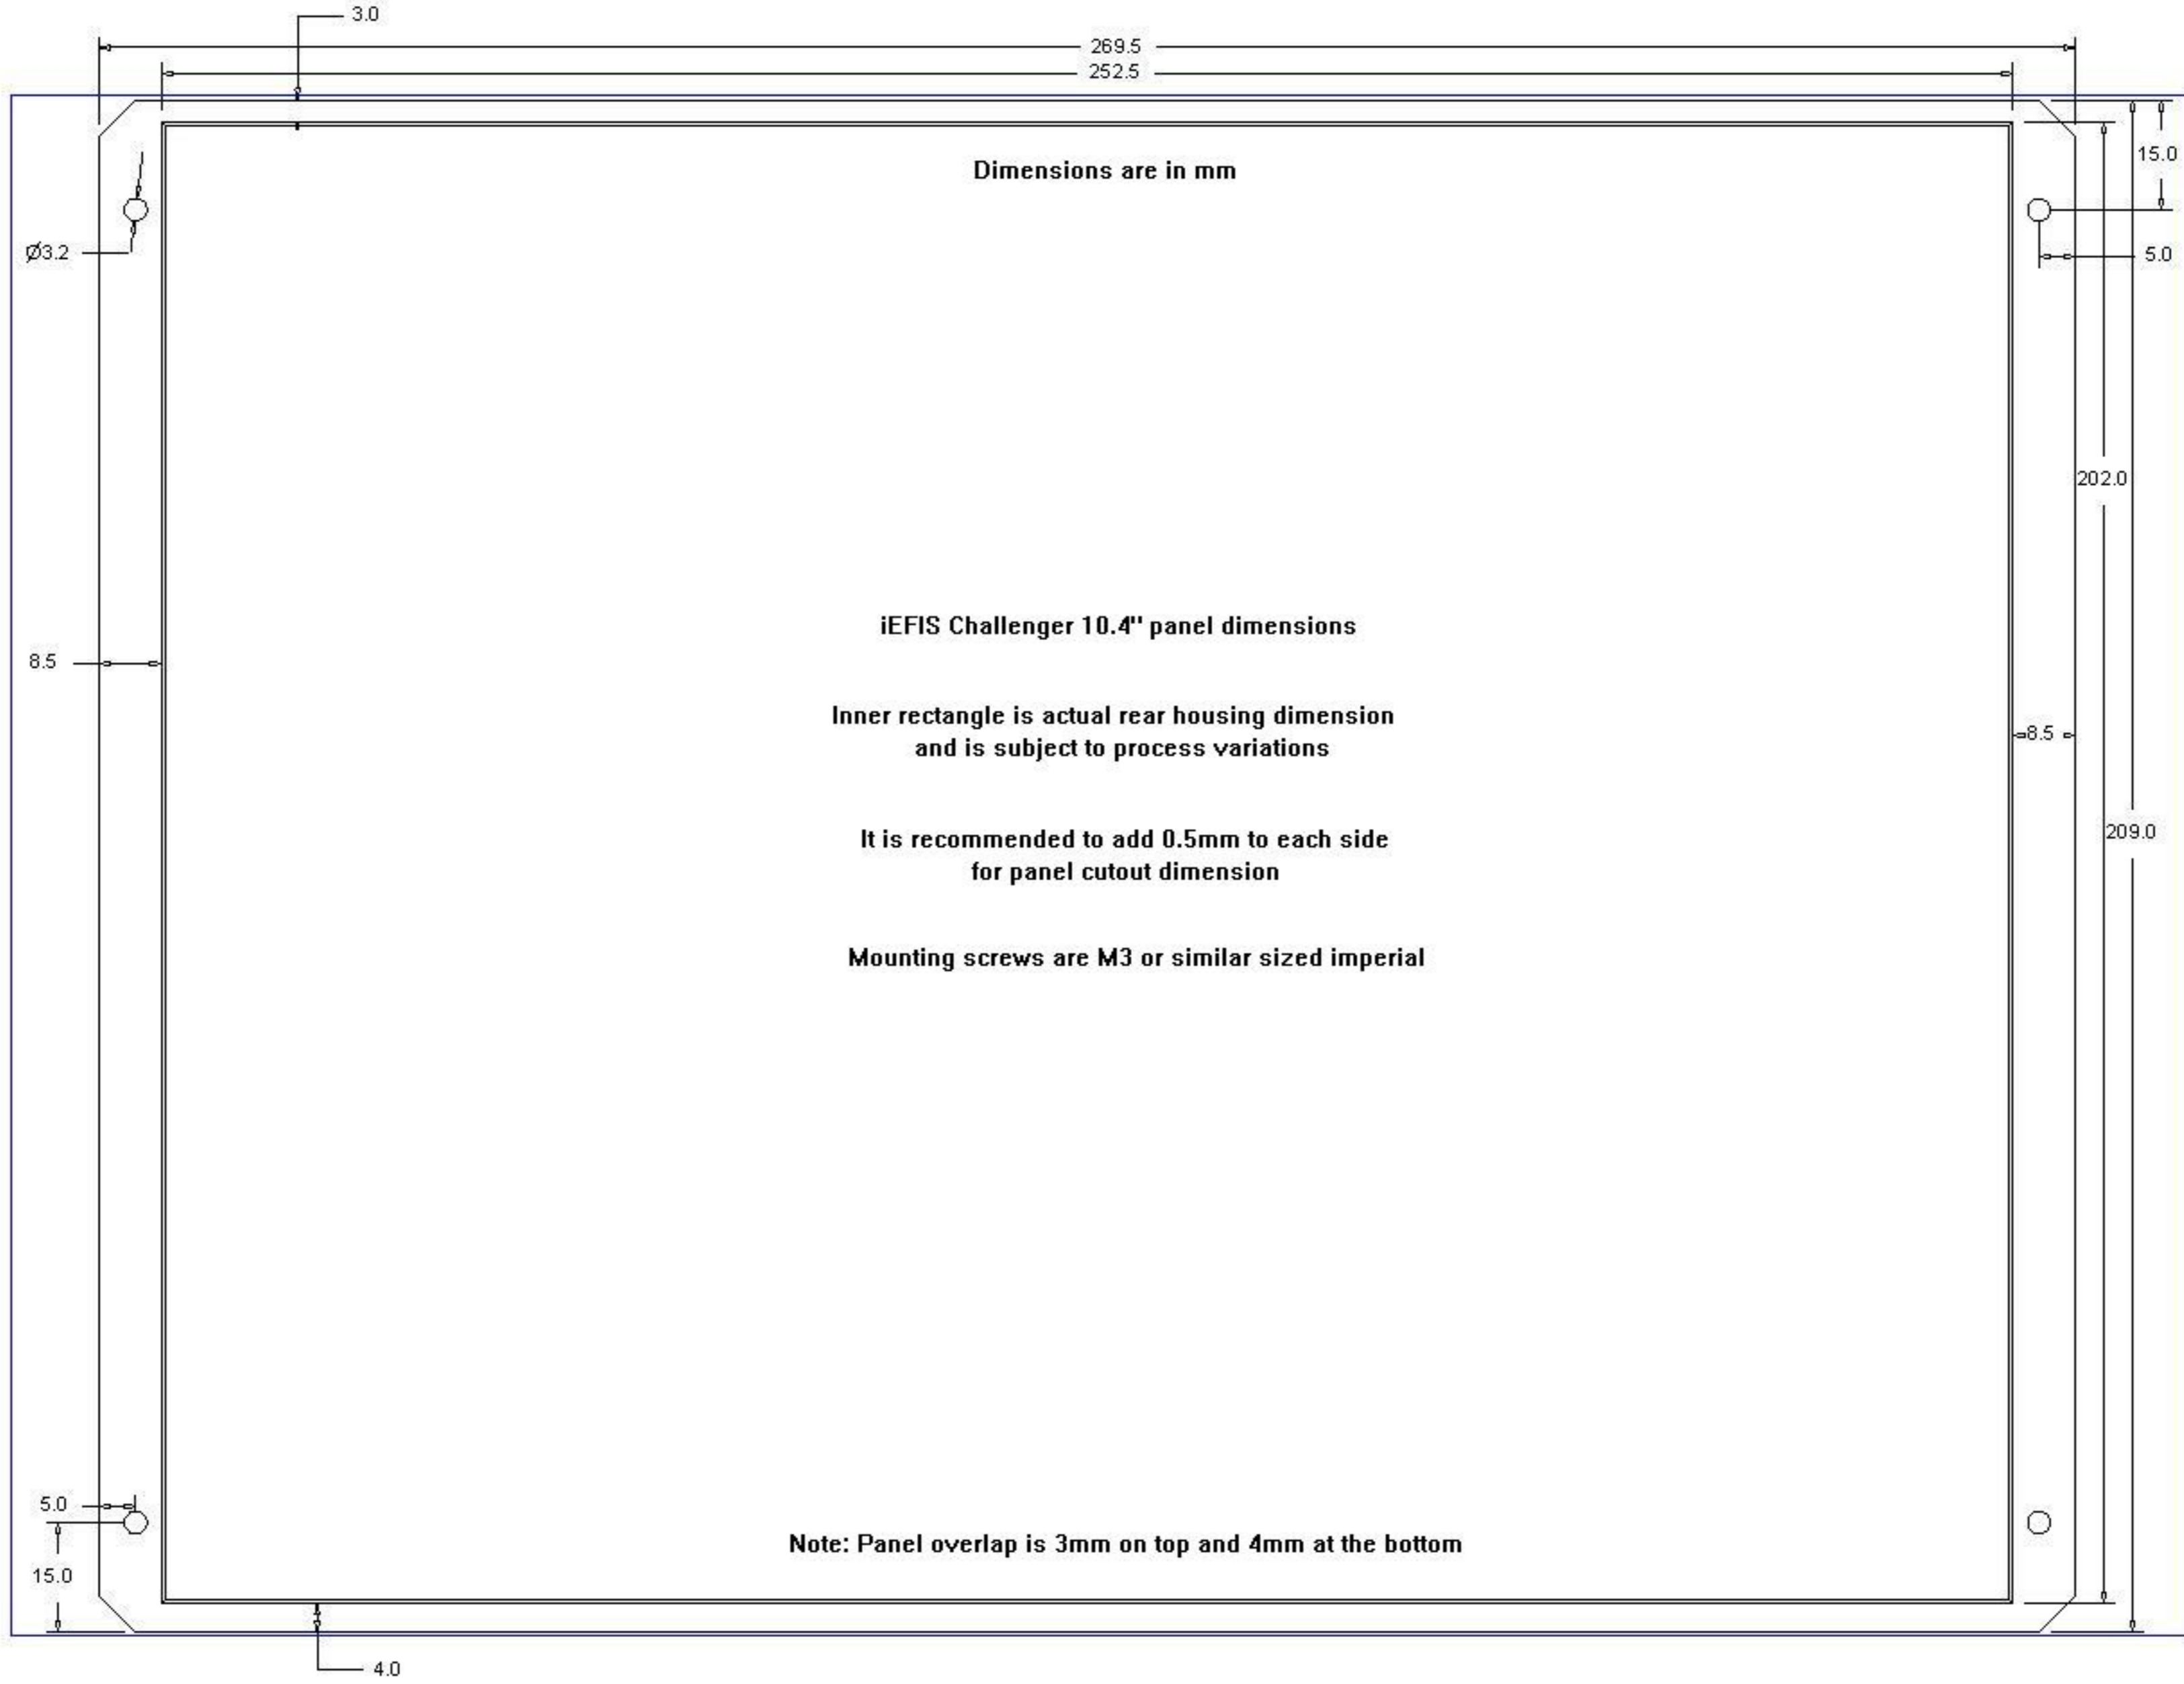 3.0
269.5
252.5
15.0
Dimensions are in mm
Ø3.2
5.0
202.0
iEFIS Challenger 10.4" panel dimensions
8.5
Inner rectangle is actual rear housing dimension
8.5
and is subject to process variations
209.0
It is recommended to add 0.5mm to each side
for panel cutout dimension
Mounting screws are M3 or similar sized imperial
5.0
Note: Panel overlap is 3mm on top and 4mm at the bottom
15.0
4.0